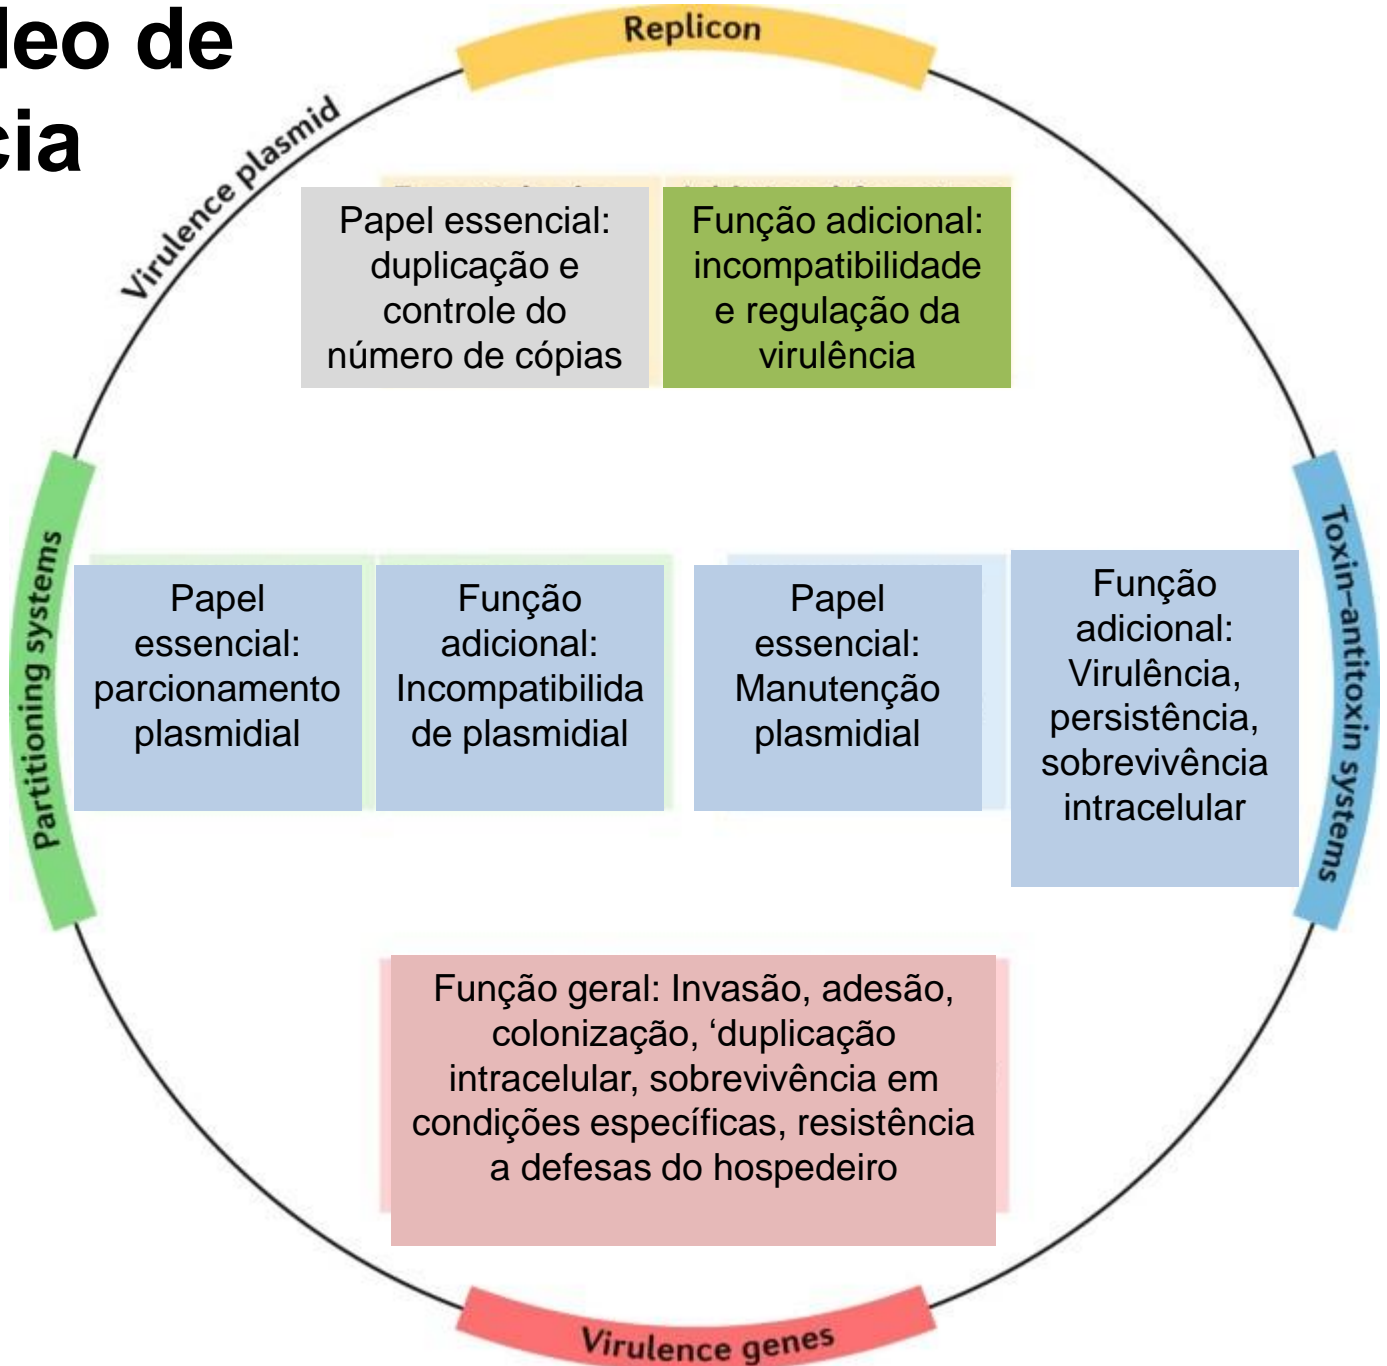 leo de
cia
Replicon
Virulence plasmid
Papel essencial:
duplicação e
controle do
número de cópias
Função adicional:
incompatibilidade
e regulação da
virulência
Partitioning systems
Papel
essencial:
parcionamento
plasmidial
Função
adicional:
Incompatibilida
de plasmidial
Papel
essencial:
Manutenção
plasmidial
Função
adicional:
Virulência,
persistência,
sobrevivência
intracelular
Toxin–antitoxin systems
Função geral: Invasão, adesão,
colonização, ‘duplicação
intracelular, sobrevivência em
condições específicas, resistência
a defesas do hospedeiro
Virulence genes